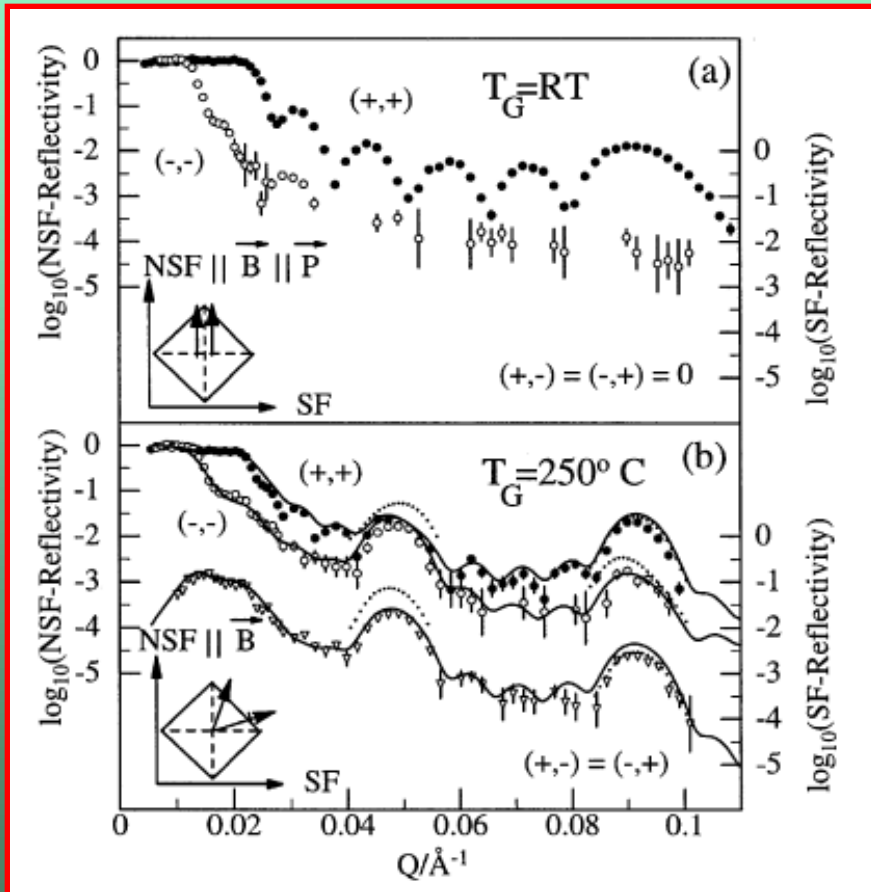 (a)
T_G=RT
(+,+)
(-,-)
NSF || B || P
SF
(+,-) = (-,+) = 0
log₁₀(NSF-Reflectivity)
0
-1
-2
-3
-4
-5
log₁₀(SF-Reflectivity)
0
-1
-2
-3
-4
-5
(b)
T_G=250° C
(+,+)
(-,-)
NSF || B
SF
(+,-) = (-,+)
log₁₀(NSF-Reflectivity)
0
-1
-2
-3
-4
-5
log₁₀(SF-Reflectivity)
0
-1
-2
-3
-4
-5
0 0.02 0.04 0.06 0.08 0.1
Q/Å⁻¹